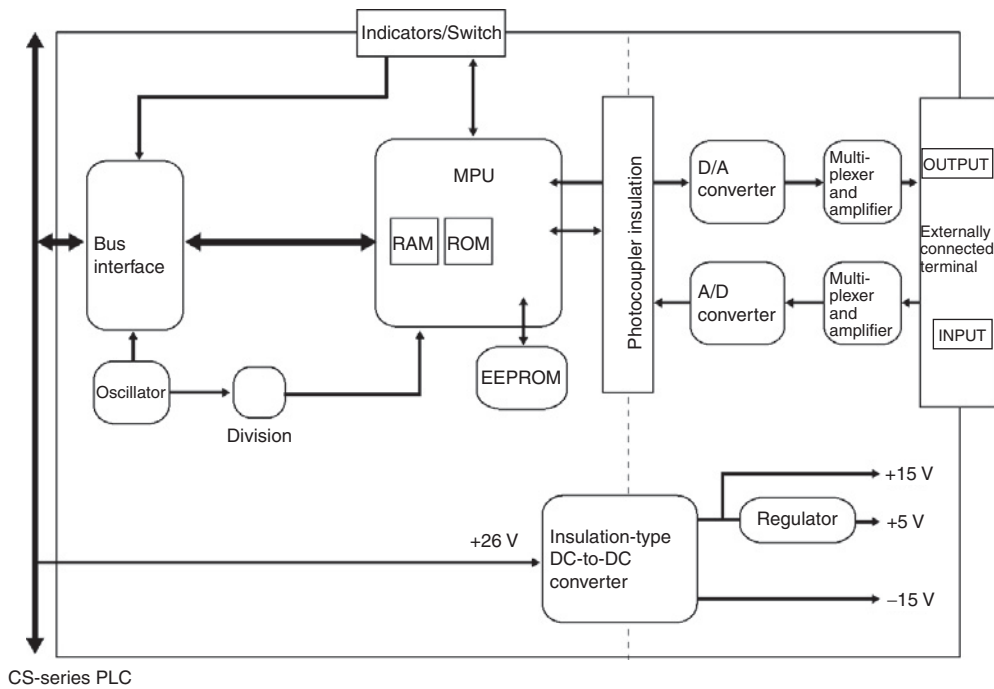 Indicators/Switch
Bus
interface
MPU
RAM
ROM
EEPROM
Oscillator
Division
Photocoupler insulation
D/A
converter
Multi-
plexer
and
amplifier
OUTPUT
Externally
connected
terminal
A/D
converter
Multi-
plexer
and
amplifier
INPUT
+26 V
Insulation-type
DC-to-DC
converter
Regulator
+15 V
+5 V
−15 V
CS-series PLC